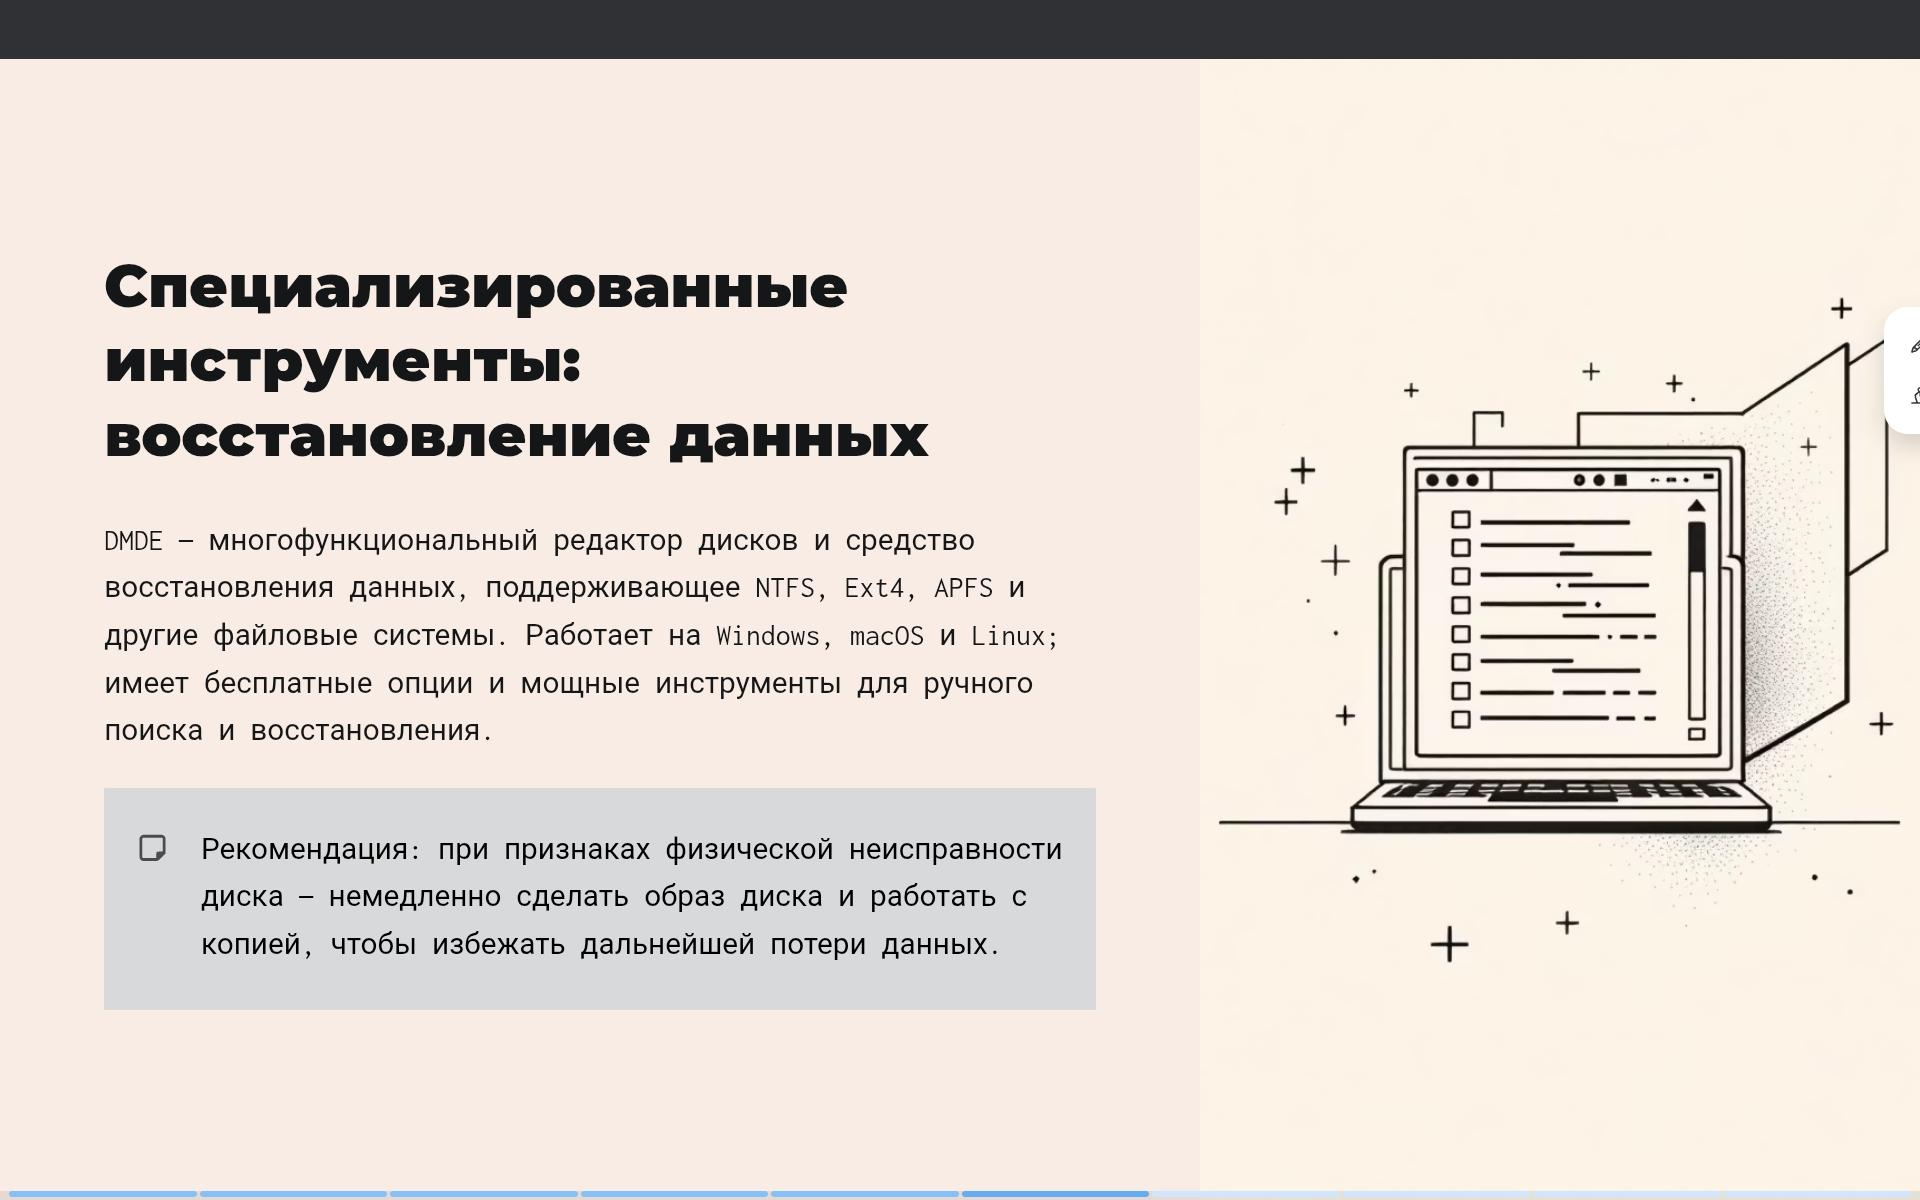 Специализированные
инструменты:
восстановление данных
DMDE — многофункциональный редактор дисков и средство
восстановления данных, поддерживающее NTFS, Ext4, APFS и
другие файловые системы. Работает на Windows, macOS и Linux;
имеет бесплатные опции и мощные инструменты для ручного
поиска и восстановления.
Рекомендация: при признаках физической неисправности
диска — немедленно сделать образ диска и работать с
копией, чтобы избежать дальнейшей потери данных.